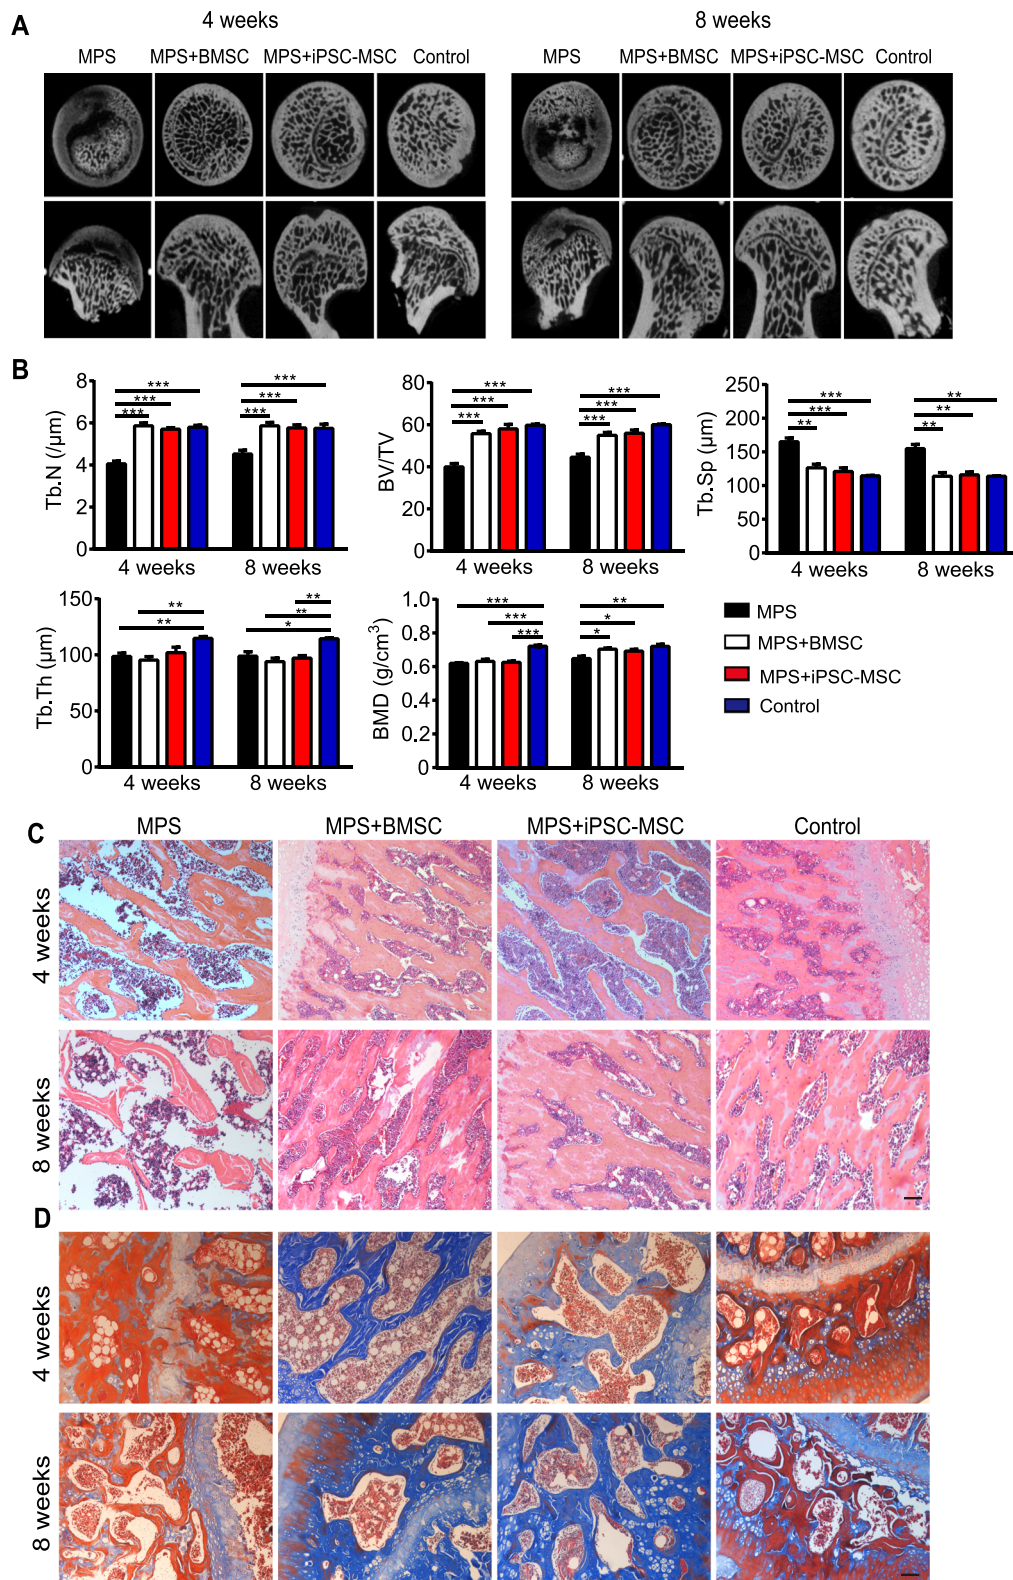 A
4 weeks
8 weeks
MPS MPS+BMSC MPS+iPSC-MSC Control
MPS MPS+BMSC MPS+iPSC-MSC Control
B
Tb.N (/μm)
8
6
4
2
0
***
***
***
***
***
***
4 weeks 8 weeks
BV/TV
80
60
40
20
0
***
***
***
***
***
***
4 weeks 8 weeks
Tb.Sp (μm)
250
200
150
100
50
0
***
***
**
**
**
**
4 weeks 8 weeks
Tb.Th (μm)
150
100
50
0
**
**
**
**
*
4 weeks 8 weeks
BMD (g/cm³)
1.0
0.8
0.6
0.4
0.2
0
***
***
***
**
*
*
4 weeks 8 weeks
MPS
MPS+BMSC
MPS+iPSC-MSC
Control
C
MPS MPS+BMSC MPS+iPSC-MSC Control
4 weeks
8 weeks
D
4 weeks
8 weeks